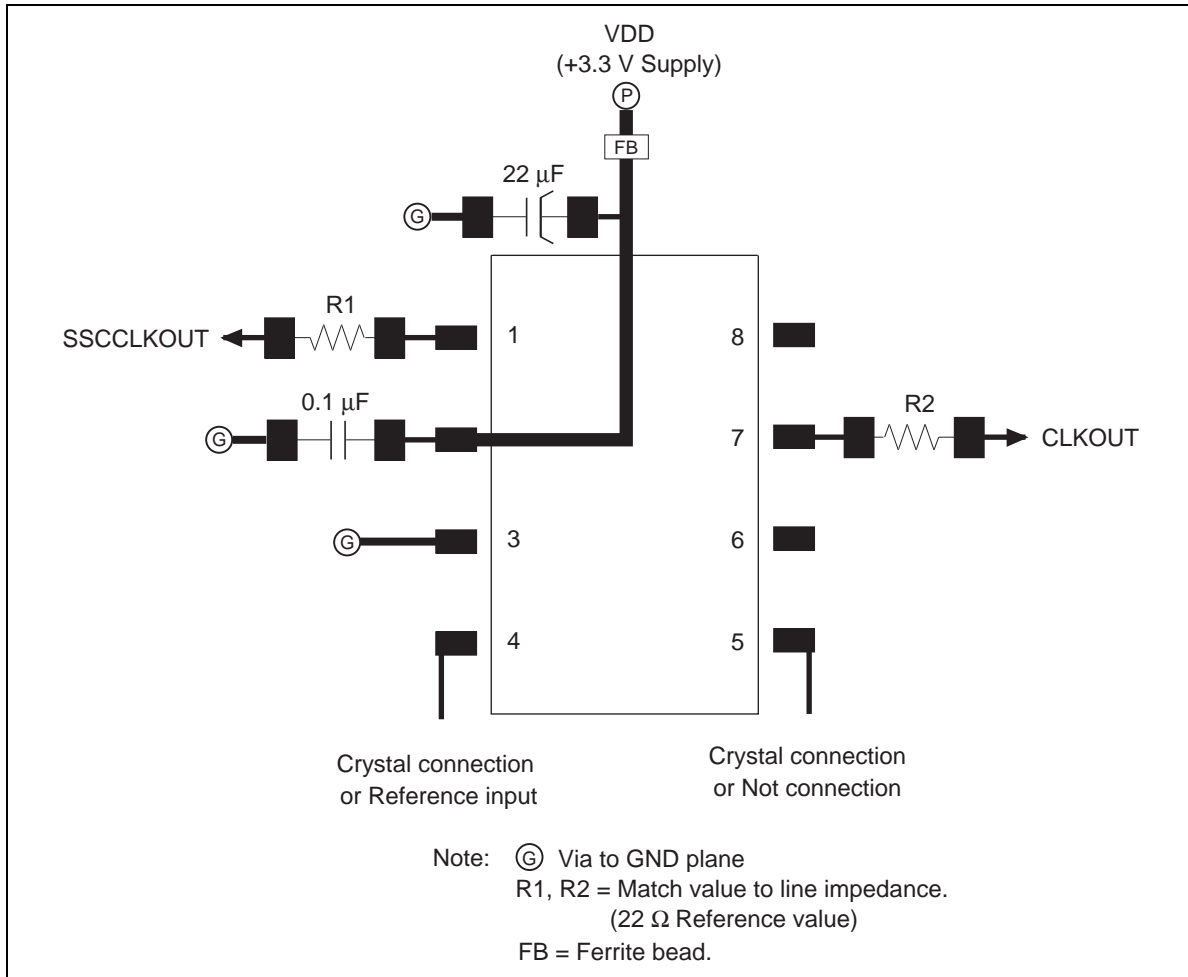 VDD
(+3.3 V Supply)
P
FB
22 μF
G
R1
SSCCLKOUT
1
8
0.1 μF
G
R2
7
CLKOUT
G
3
6
4
5
Crystal connection
or Reference input
Crystal connection
or Not connection
Note: G Via to GND plane
R1, R2 = Match value to line impedance.
(22 Ω Reference value)
FB = Ferrite bead.